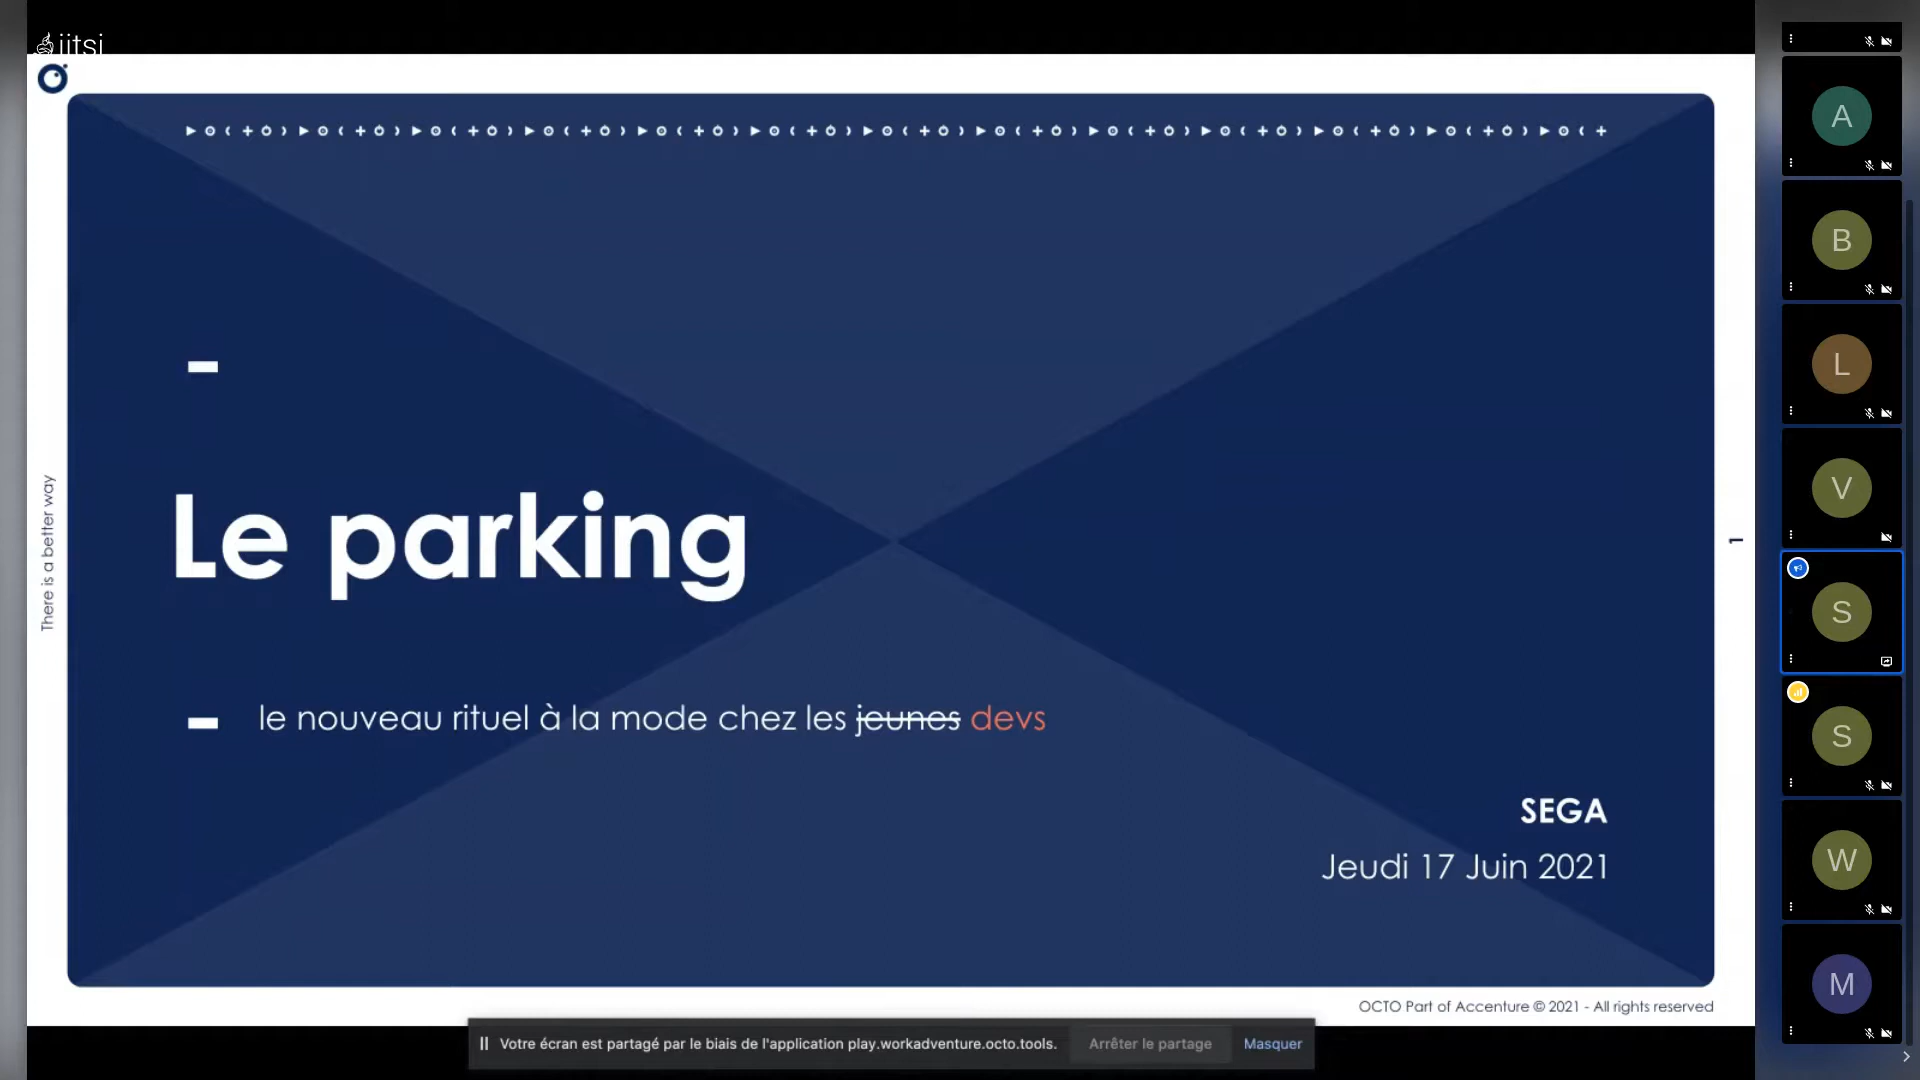 jitsi
There is a better way
Le parking
le nouveau rituel à la mode chez les jeunes devs
SEGA
Jeudi 17 Juin 2021
1
OCTO Part of Accenture © 2021 - All rights reserved
Votre écran est partagé par le biais de l'application play.workadventure.octo.tools.
Arrêter le partage
Masquer
A
B
L
V
S
S
W
M